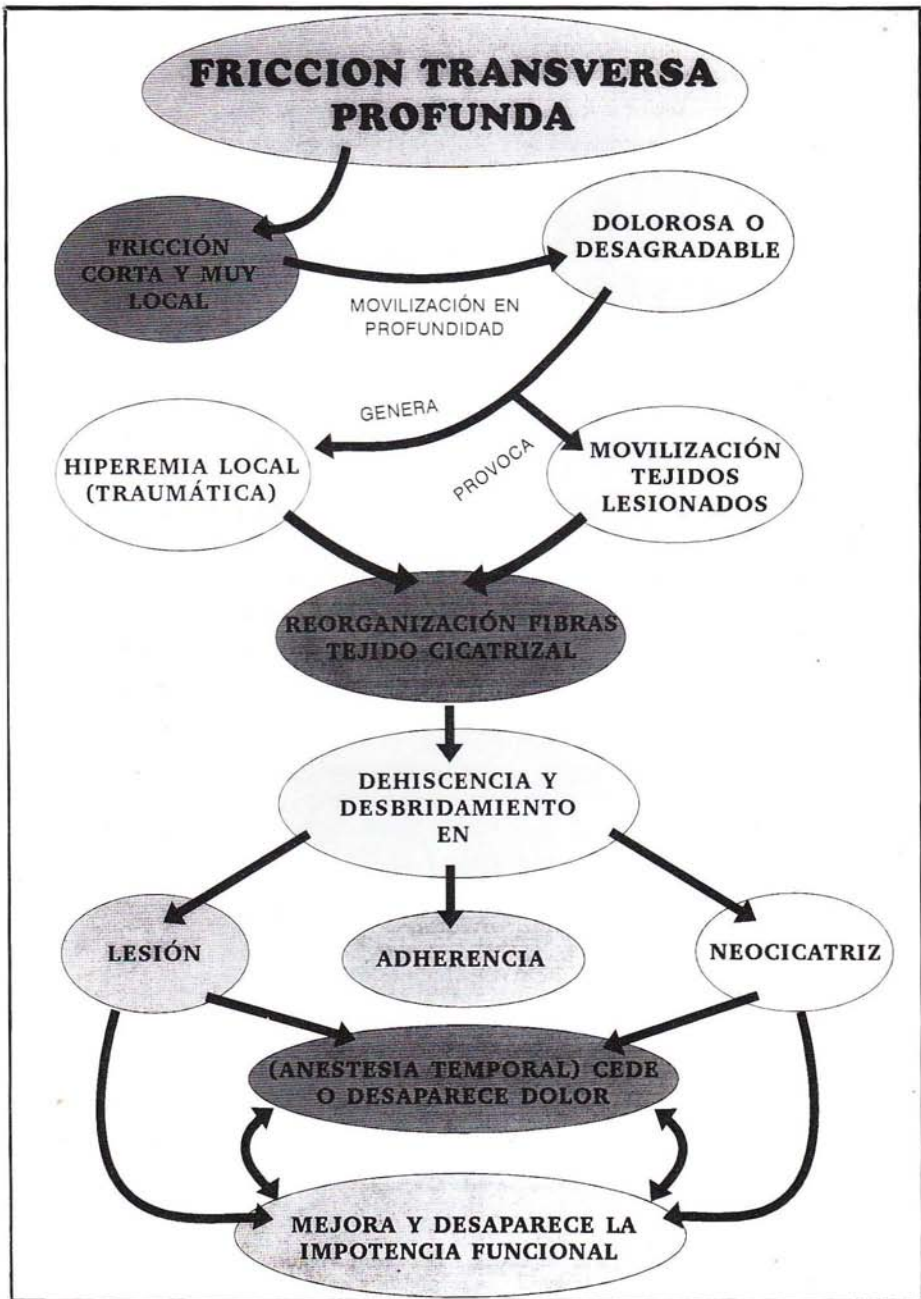 FRICCION TRANSVERSA
PROFUNDA
FRICCIÓN
CORTA Y MUY
LOCAL
DOLOROSA O
DESAGRADABLE
MOVILIZACIÓN EN
PROFUNDIDAD
GENERA
PROVOCA
HIPEREMIA LOCAL
(TRAUMÁTICA)
MOVILIZACIÓN
TEJIDOS
LESIONADOS
REORGANIZACIÓN FIBRAS
TEJIDO CICATRIZAL
DEHISCENCIA Y
DESBRIDAMIENTO
EN
LESIÓN
ADHERENCIA
NEOCICATRIZ
(ANESTESIA TEMPORAL) CEDE
O DESAPARECE DOLOR
MEJORA Y DESAPARECE LA
IMPOTENCIA FUNCIONAL